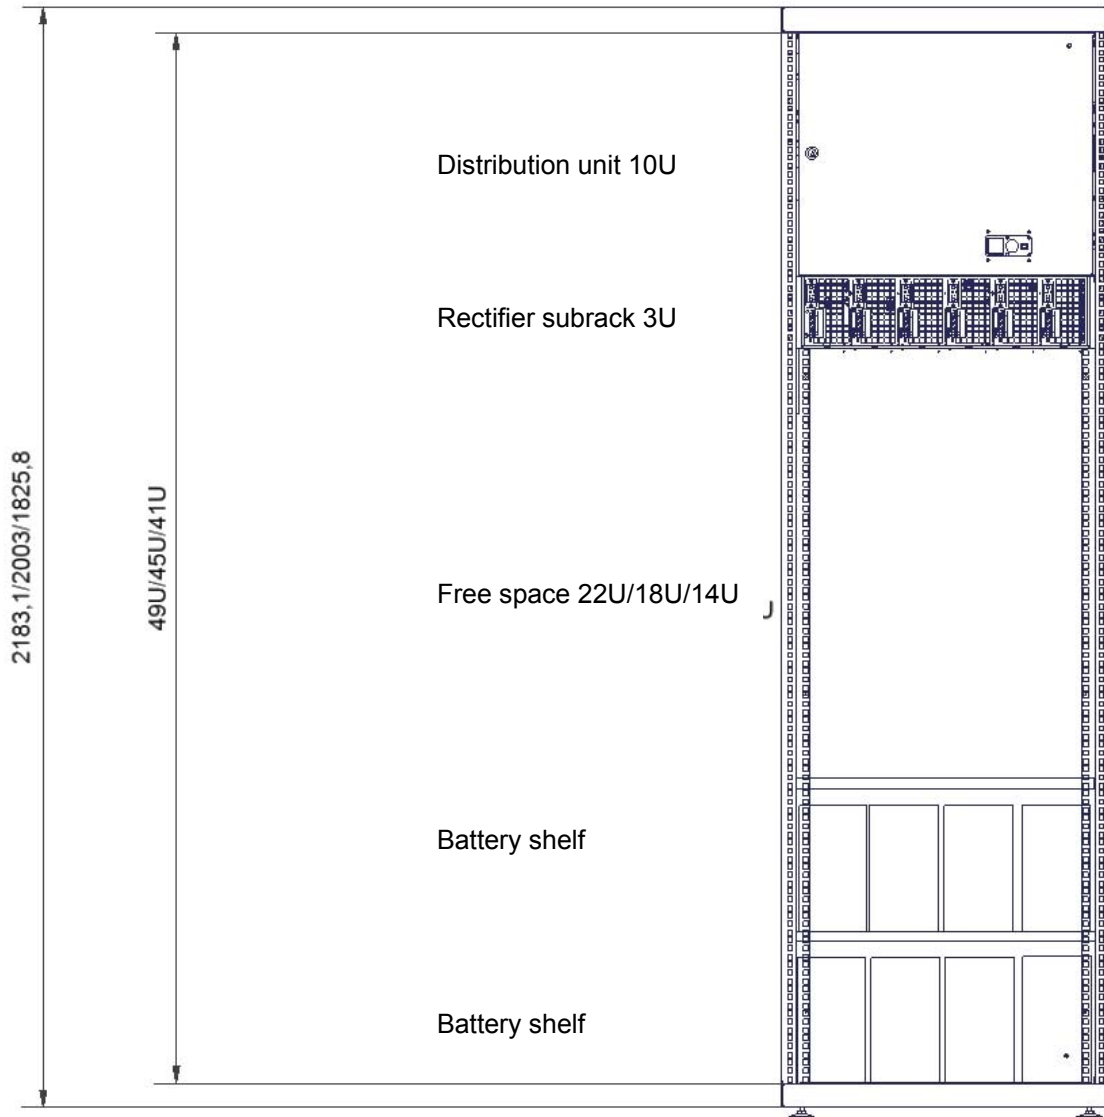 Distribution unit 10U
Rectifier subrack 3U
2183,1/2003/1825,8
49U/45U/41U
Free space 22U/18U/14U
U
Battery shelf
Battery shelf